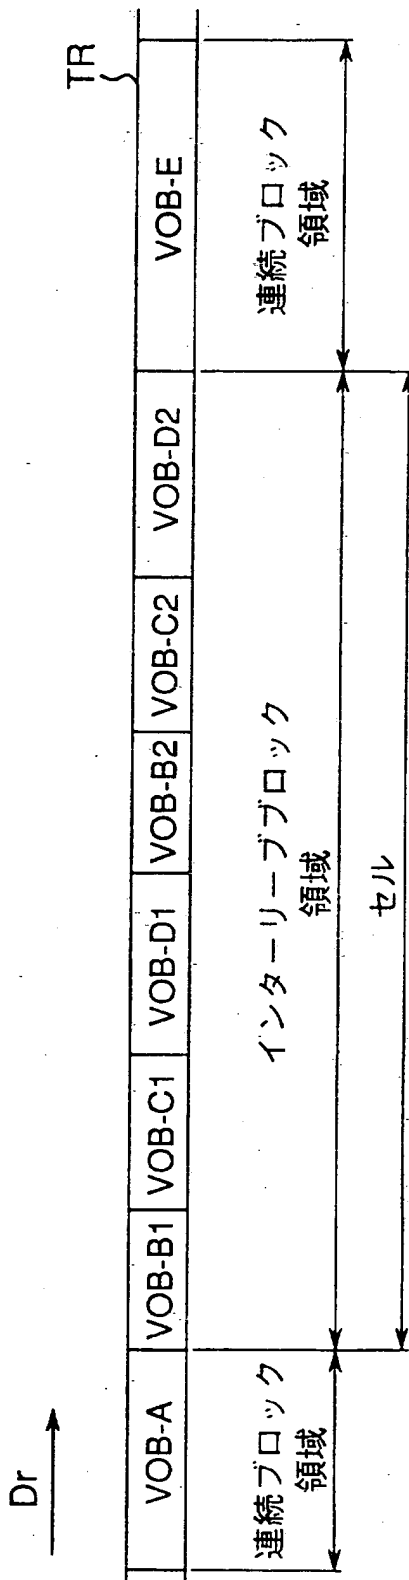 Dr
TR
VOB-A
VOB-B1
VOB-C1
VOB-D1
VOB-B2
VOB-C2
VOB-D2
VOB-E
連続ブロック
領域
インターリーブブロック
領域
連続ブロック
領域
セル